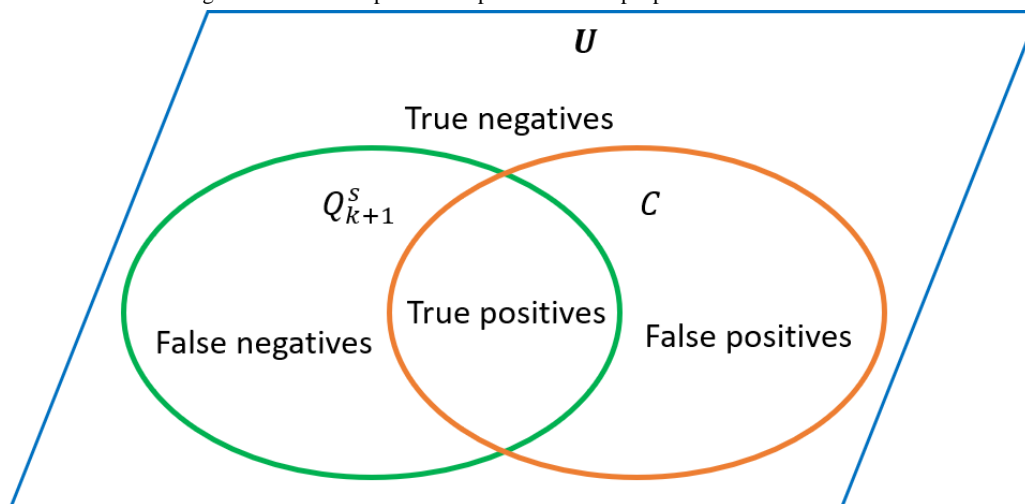 U
True negatives
Q^s_{k+1}
C
True positives
False negatives
False positives